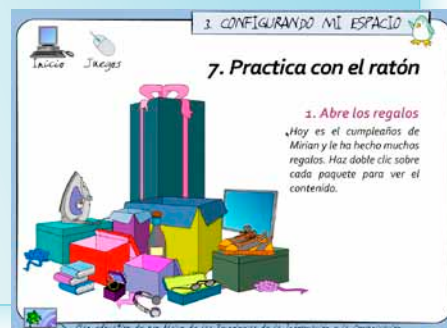 3. CONFIGURANDO MI ESPACIO
Inicio Juegos
7. Practica con el ratón
1. Abre los regalos
Hoy es el cumpleaños de
Mirian y le ha hecho muchos
regalos. Haz doble clic sobre
cada paquete para ver el
contenido.